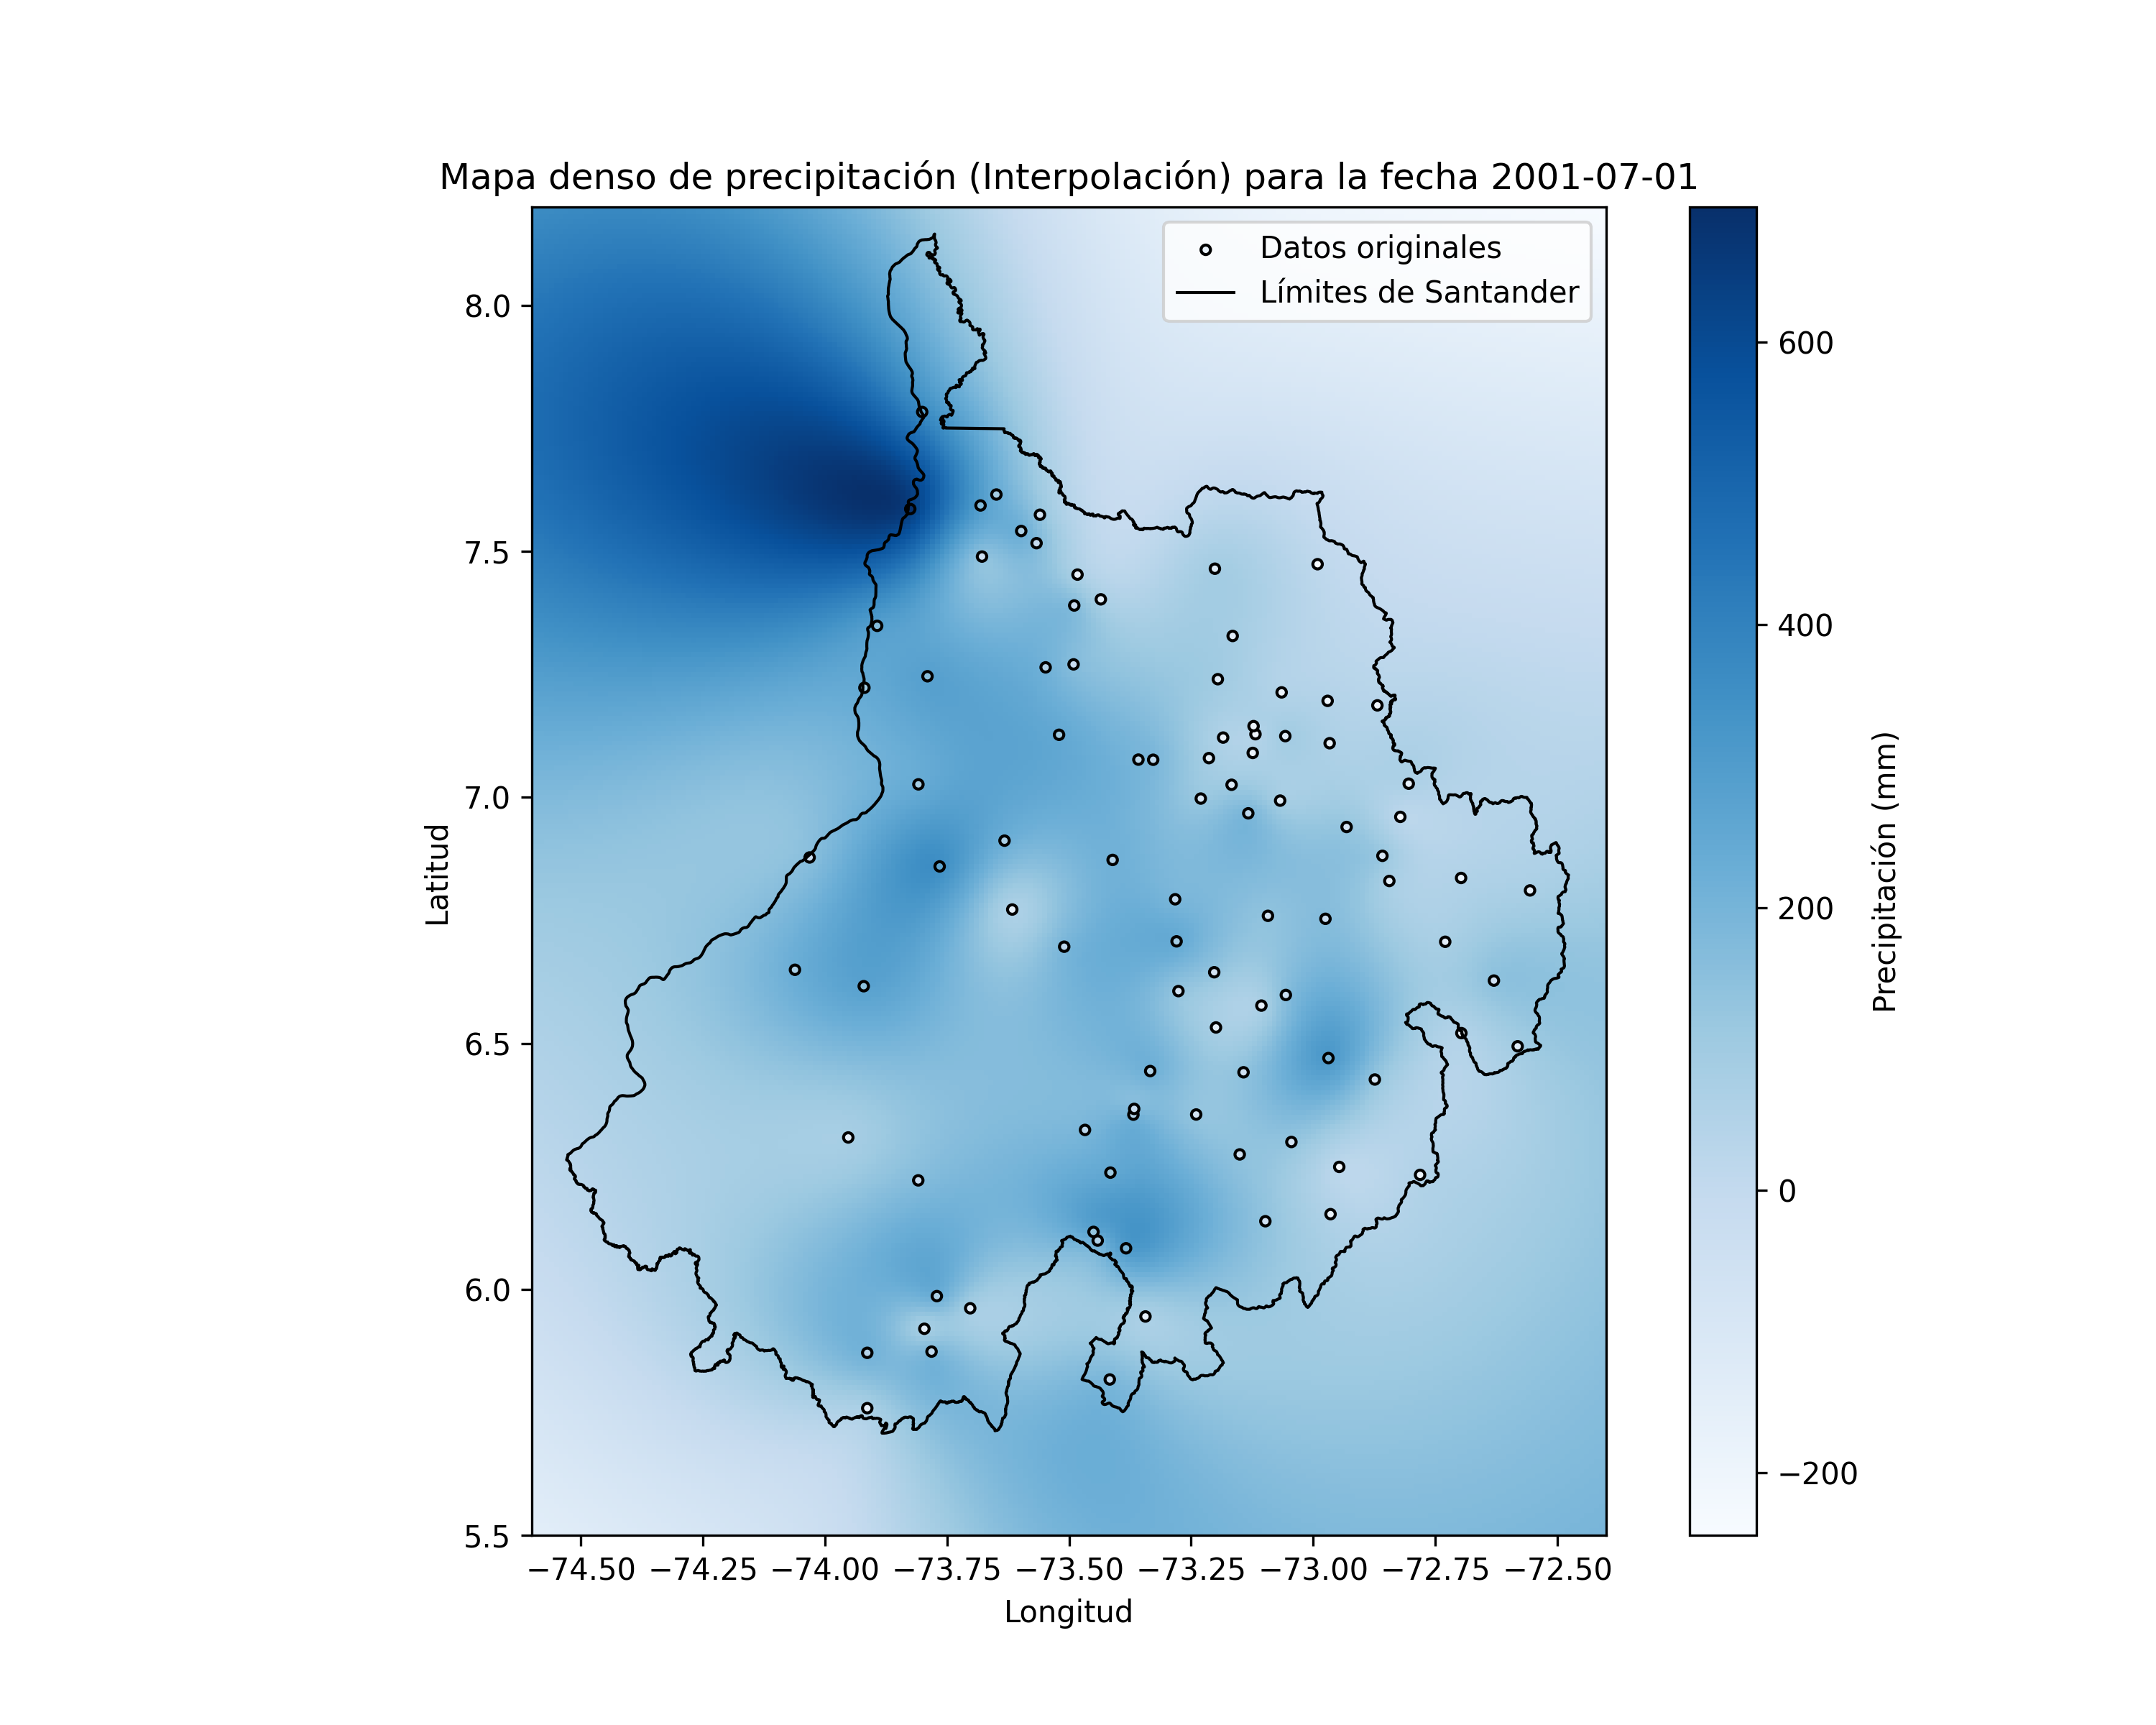 Mapa denso de precipitación (Interpolación) para la fecha 2001-07-01
Datos originales
Límites de Santander
8.0
7.5
7.0
6.5
6.0
5.5
Latitud
−74.50 −74.25 −74.00 −73.75 −73.50 −73.25 −73.00 −72.75 −72.50
Longitud
600
400
200
0
−200
Precipitación (mm)